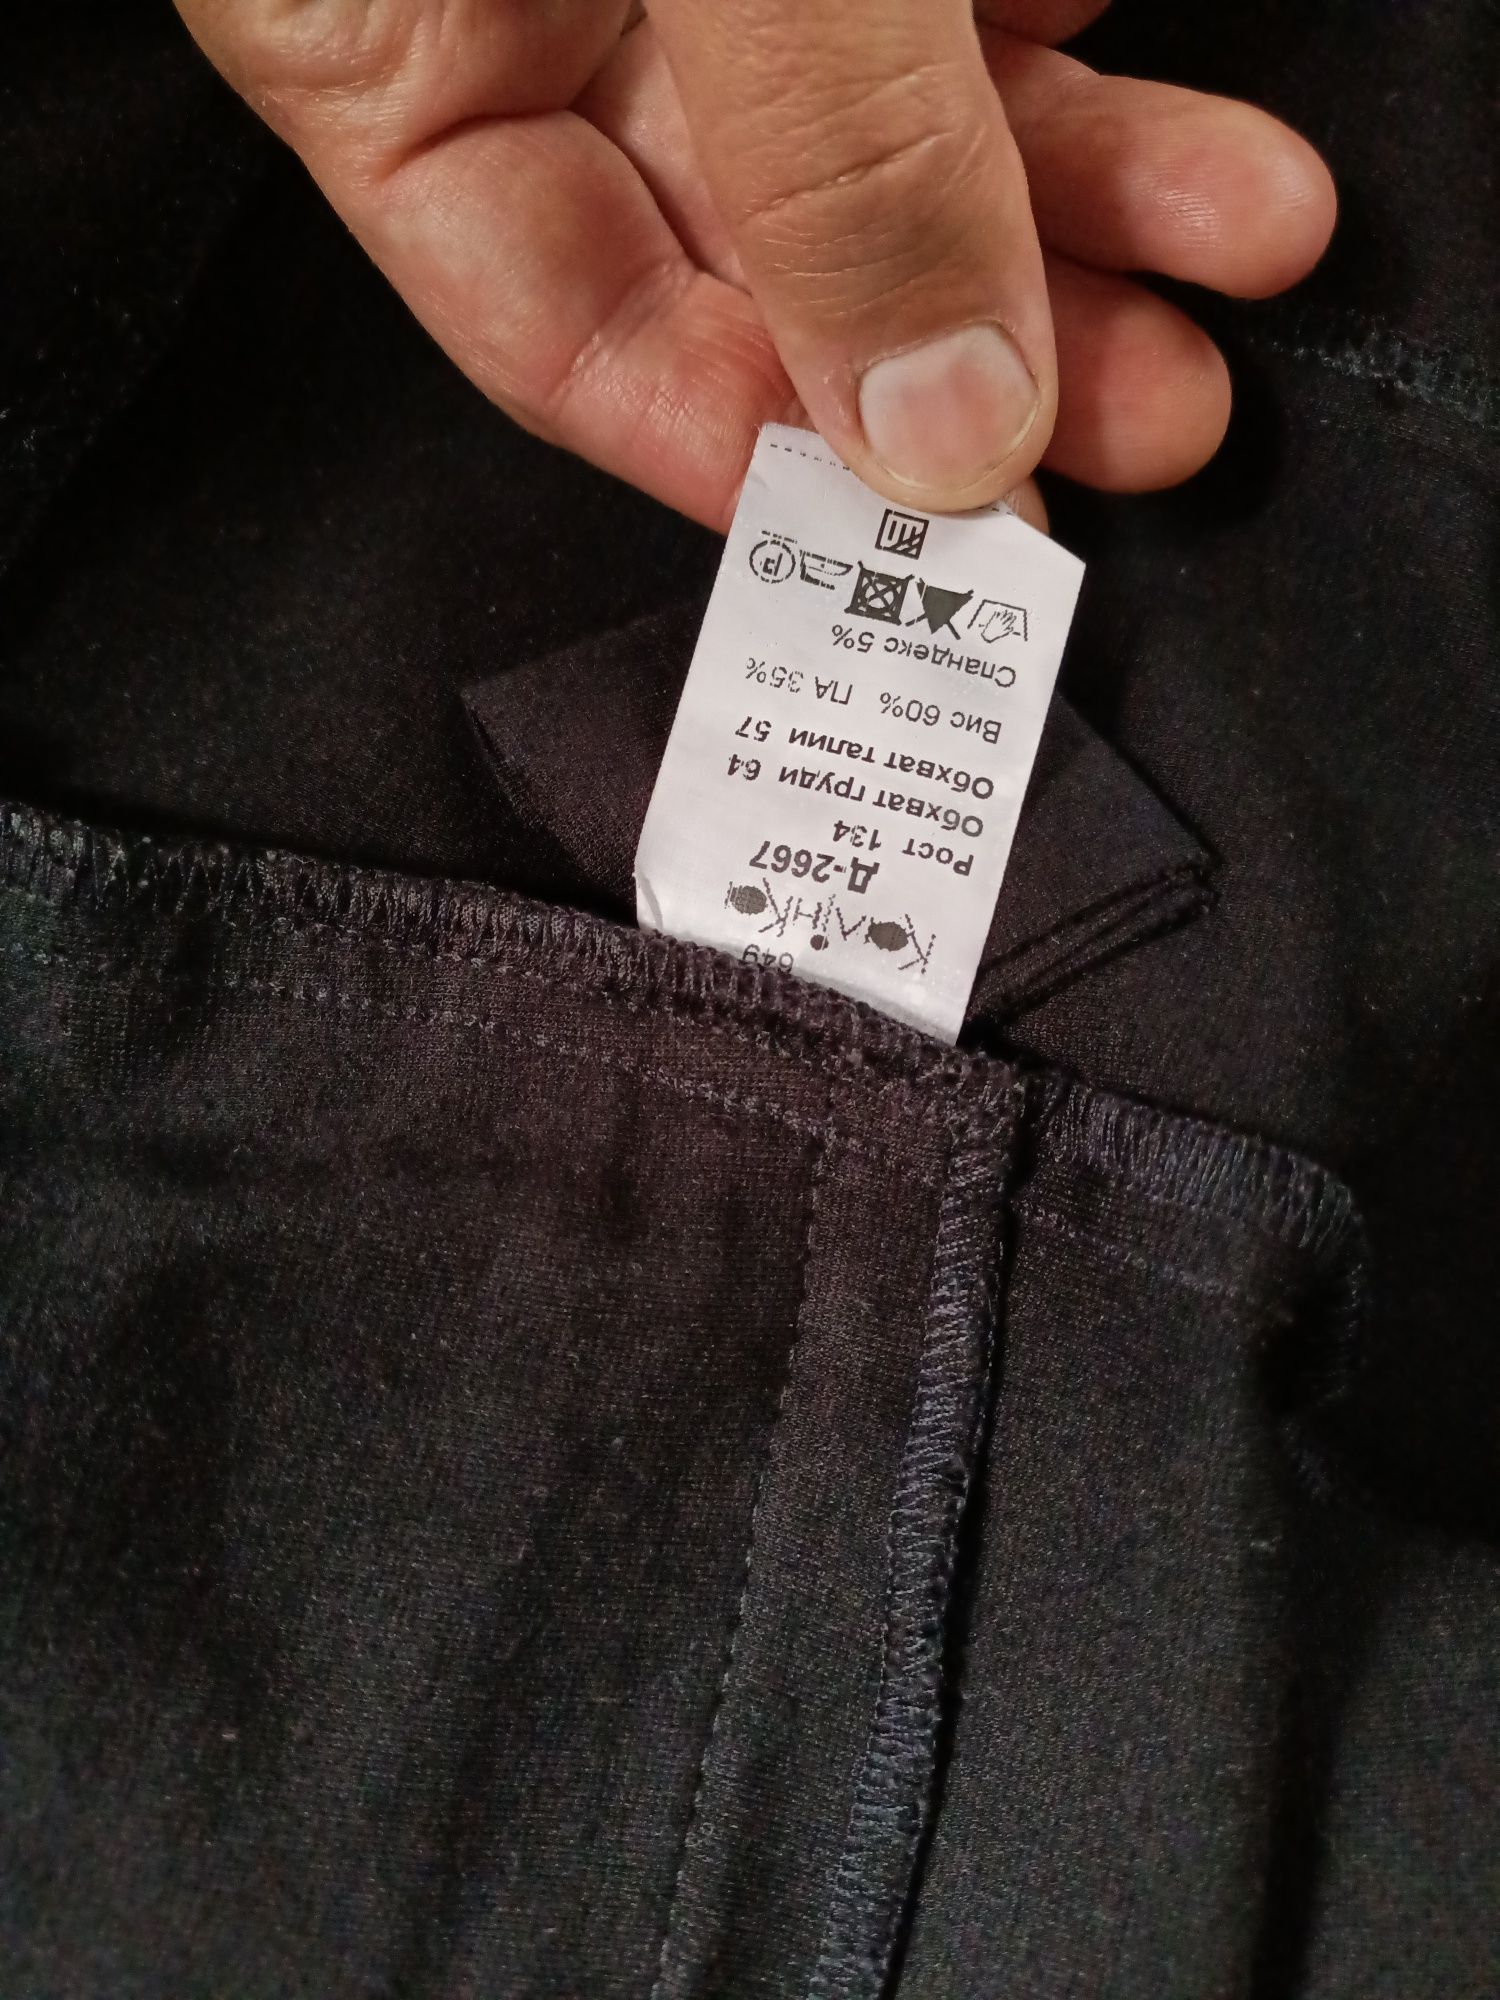 649
Калинка
Д-2667
Рост 134
Обхват груди 64
Обхват талии 57
Вис 60% ПА 35%
Спандекс 5%
P